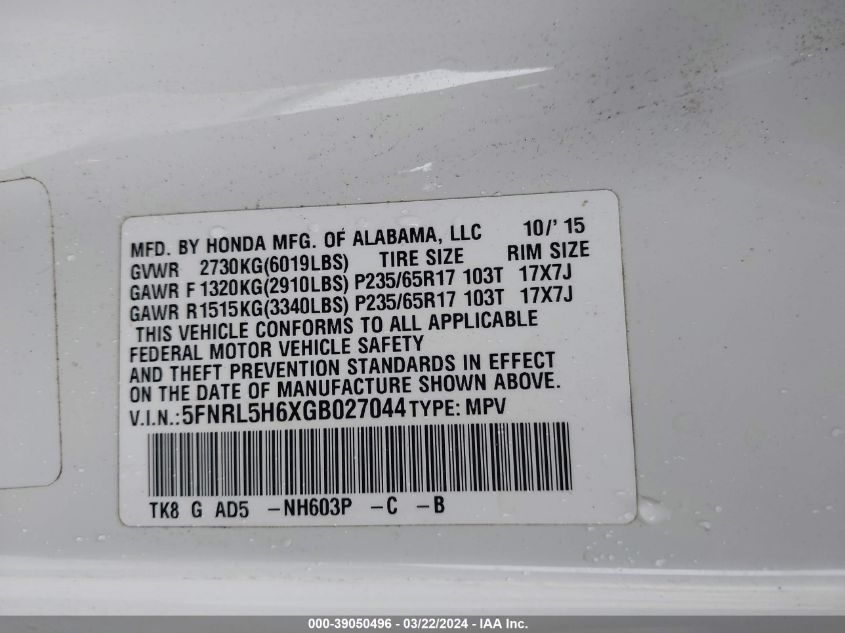 MFD. BY HONDA MFG. OF ALABAMA, LLC 10/'15
GVWR 2730KG(6019LBS) TIRE SIZE RIM SIZE
GAWR F1320KG(2910LBS) P235/65R17 103T 17X7J
GAWR R1515KG(3340LBS) P235/65R17 103T 17X7J
THIS VEHICLE CONFORMS TO ALL APPLICABLE
FEDERAL MOTOR VEHICLE SAFETY
AND THEFT PREVENTION STANDARDS IN EFFECT
ON THE DATE OF MANUFACTURE SHOWN ABOVE.
V.I.N.:5FNRL5H6XGB027044 TYPE: MPV
TK8 G AD5 -NH603P -C -B
000-39050496 - 03/22/2024 - IAA Inc.